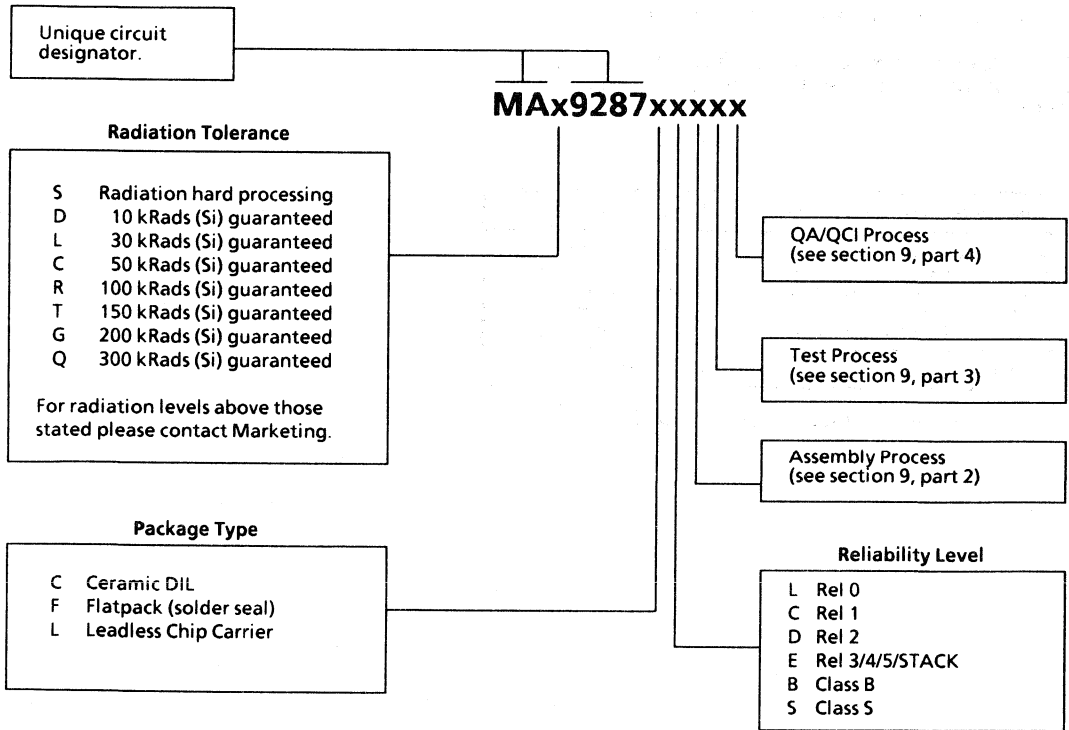 Unique circuit
designator.
MAx9287xxxxx
Radiation Tolerance
S Radiation hard processing
D 10 kRads (Si) guaranteed
L 30 kRads (Si) guaranteed
C 50 kRads (Si) guaranteed
R 100 kRads (Si) guaranteed
T 150 kRads (Si) guaranteed
G 200 kRads (Si) guaranteed
Q 300 kRads (Si) guaranteed
For radiation levels above those
stated please contact Marketing.
Package Type
C Ceramic DIL
F Flatpack (solder seal)
L Leadless Chip Carrier
QA/QCI Process
(see section 9, part 4)
Test Process
(see section 9, part 3)
Assembly Process
(see section 9, part 2)
Reliability Level
L Rel 0
C Rel 1
D Rel 2
E Rel 3/4/5/STACK
B Class B
S Class S